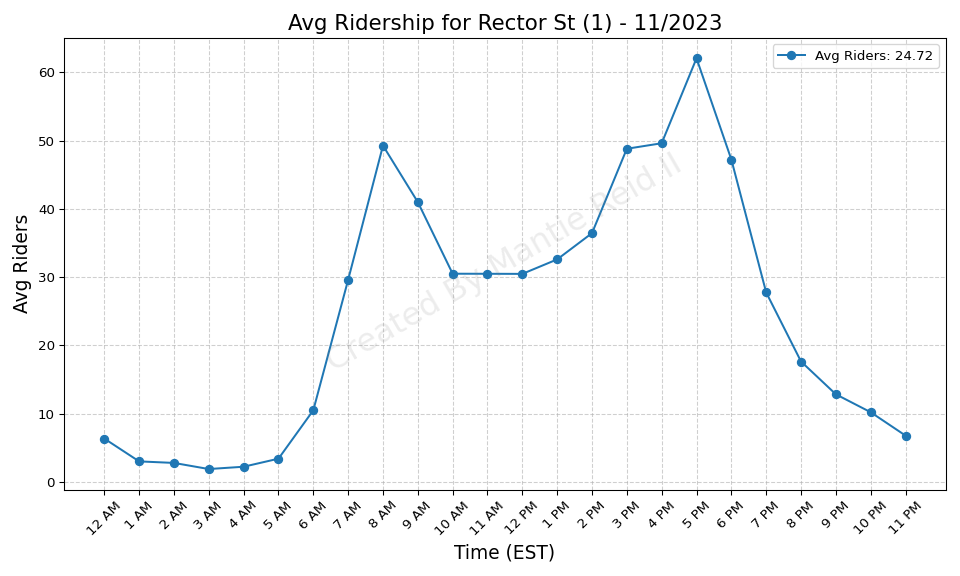 Avg Ridership for Rector St (1) - 11/2023
Avg Riders: 24.72
Avg Riders
60
50
40
30
20
10
0
Created By Mantie Reid II
12 AM
1 AM
2 AM
3 AM
4 AM
5 AM
6 AM
7 AM
8 AM
9 AM
10 AM
11 AM
12 PM
1 PM
2 PM
3 PM
4 PM
5 PM
6 PM
7 PM
8 PM
9 PM
10 PM
11 PM
Time (EST)